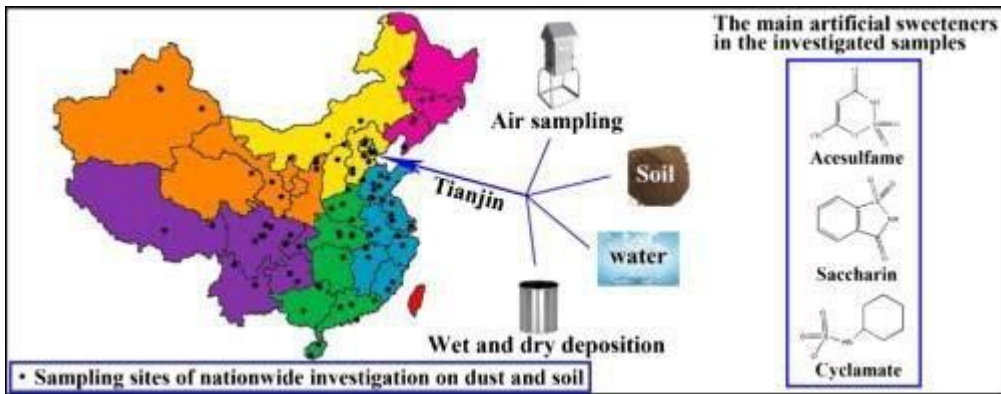 The main artificial sweeteners
in the investigated samples
Air sampling
Acesulfame
Soil
Tianjin
water
Saccharin
Wet and dry deposition
Cyclamate
• Sampling sites of nationwide investigation on dust and soil